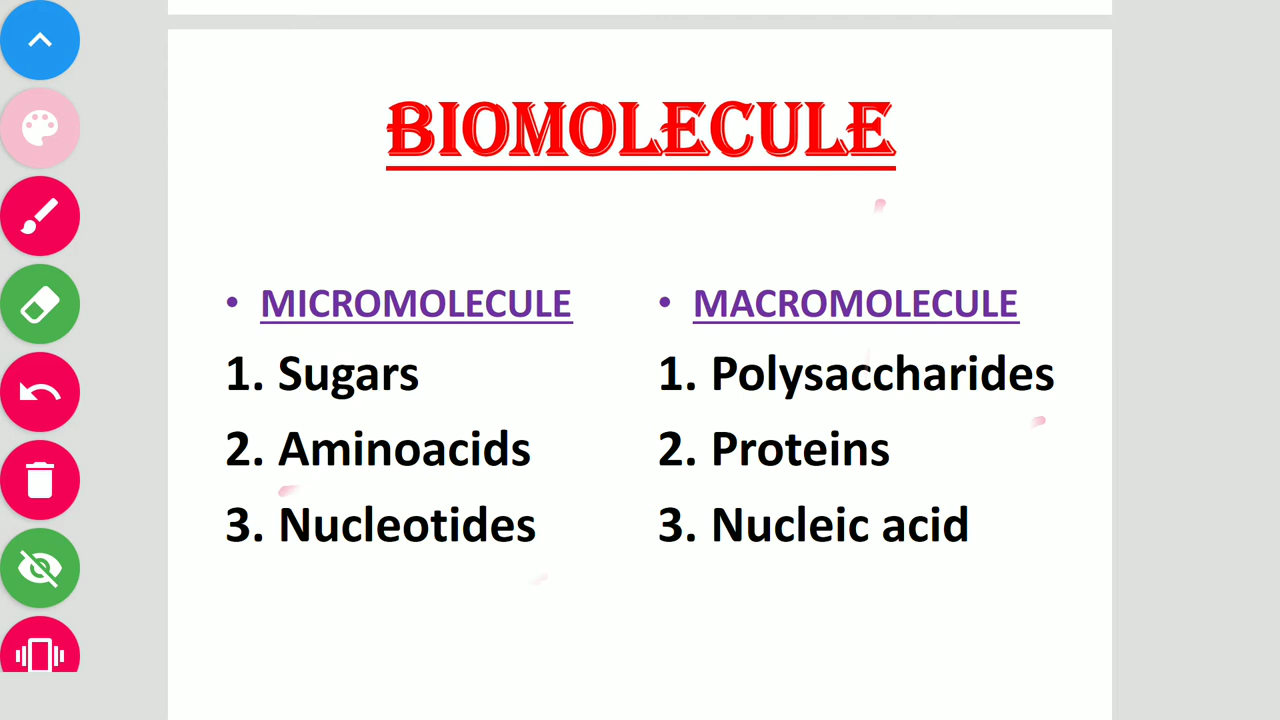 BIOMOLECULE
• MICROMOLECULE
1. Sugars
2. Aminoacids
3. Nucleotides
• MACROMOLECULE
1. Polysaccharides
2. Proteins
3. Nucleic acid